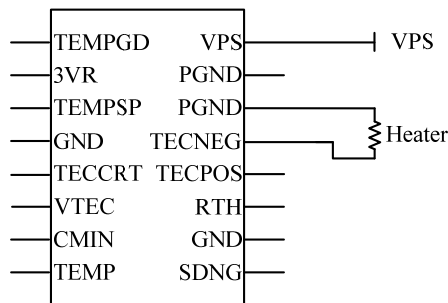 TEMPGD VPS VPS
3VR PGND
TEMPSP PGND
Heater
GND TECNEG
TECCRT TECPOS
VTEC RTH
CMIN GND
TEMP SDNG